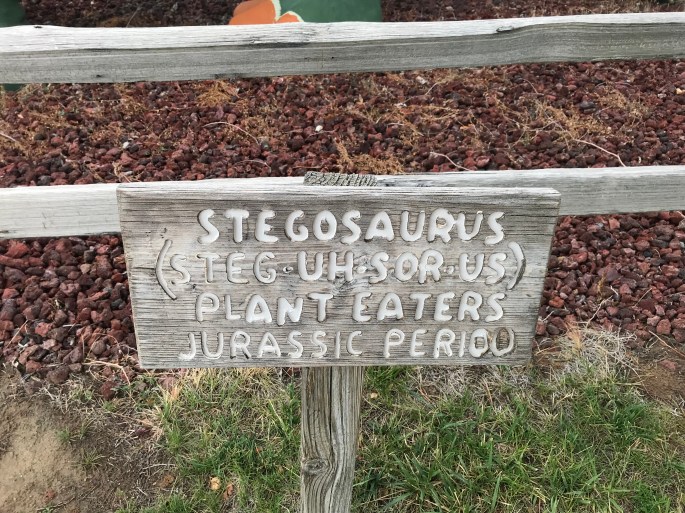 STEGOSAURUS
(STEG-UH-SOR-US)
PLANT EATERS
JURASSIC PERIOD